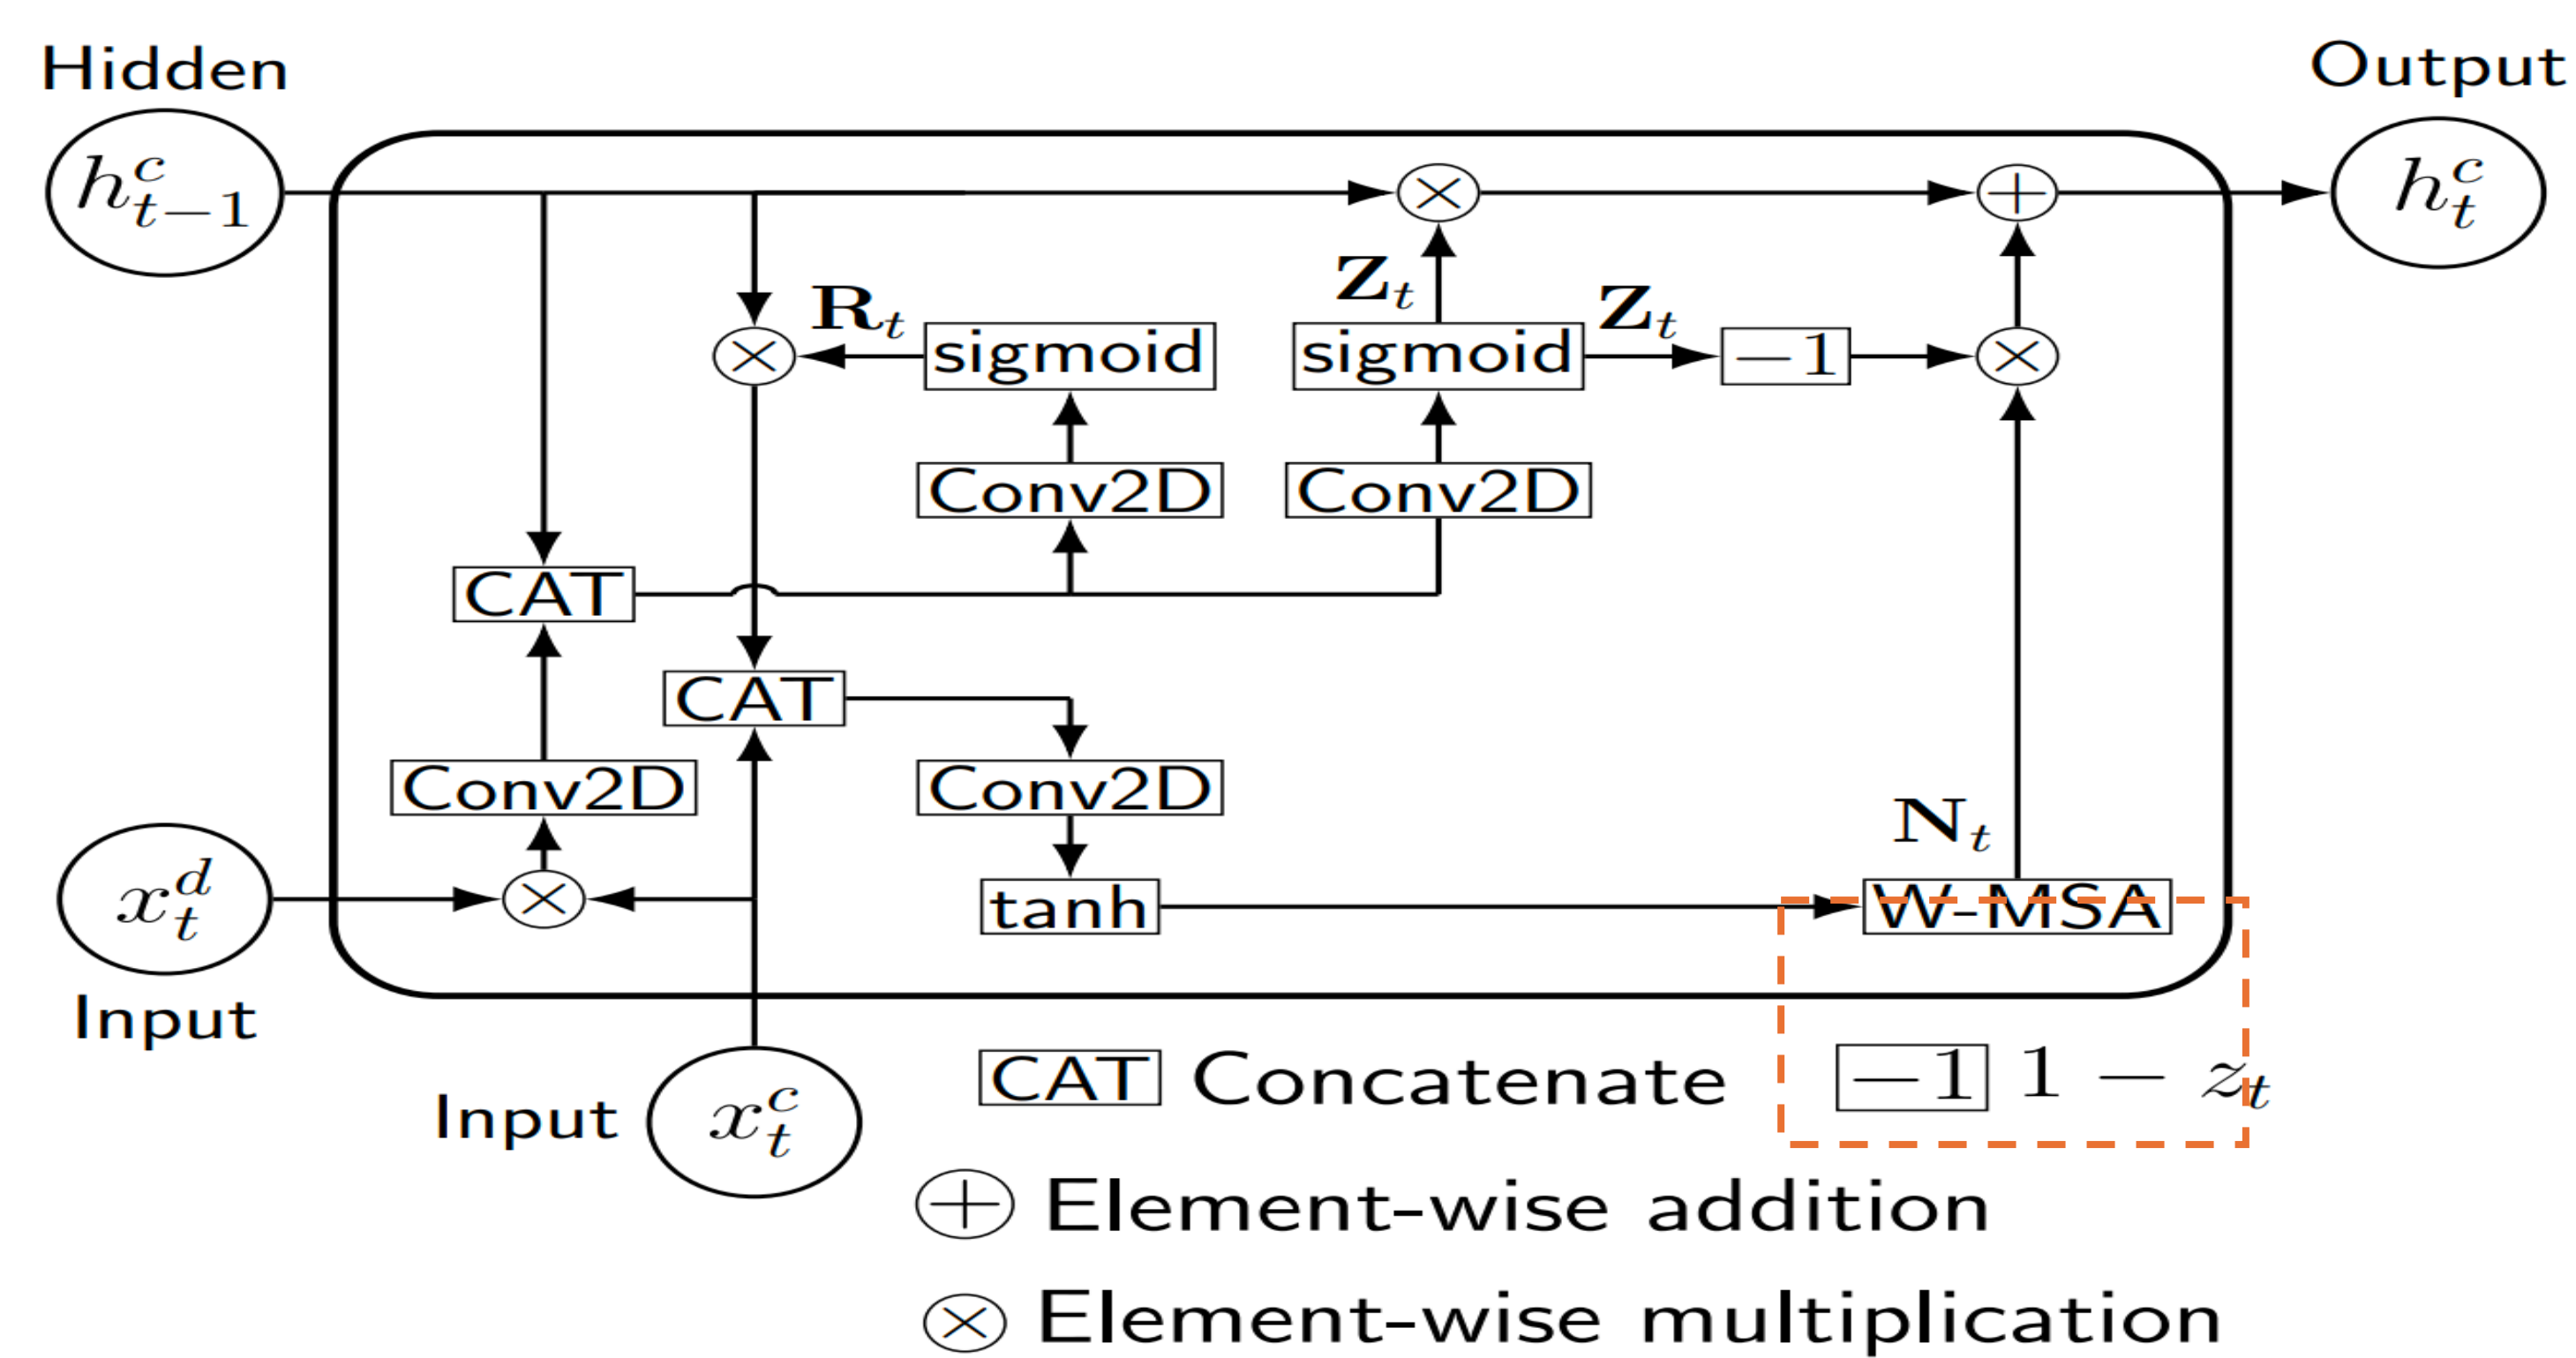 Hidden
Output
h^c_{t-1}
h^c_t
×
+
R_t
Z_t
Z_t
×
sigmoid
sigmoid
−1
×
Conv2D
Conv2D
CAT
CAT
Conv2D
Conv2D
N_t
x^d_t
×
tanh
W-MSA
Input
Input
x^c_t
CAT Concatenate
−1 1 − z_t
+ Element-wise addition
× Element-wise multiplication